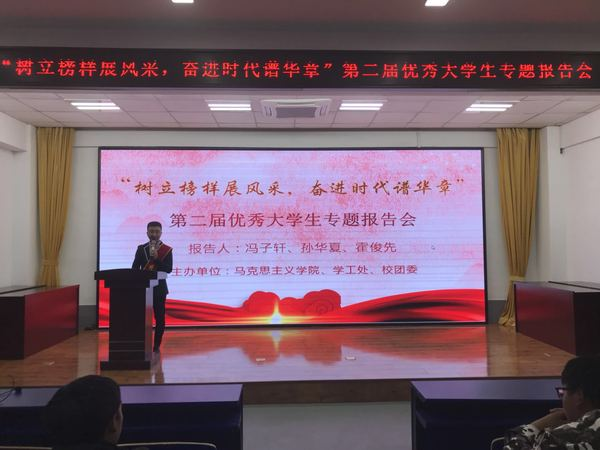 “树立榜样展风采，奋进时代谱华章”第二届优秀大学生专题报告会
“树立榜样展风采，奋进时代谱华章”
第二届优秀大学生专题报告会
报告人：冯子轩、孙华夏、霍俊先
主办单位：马克思主义学院、学工处、校团委